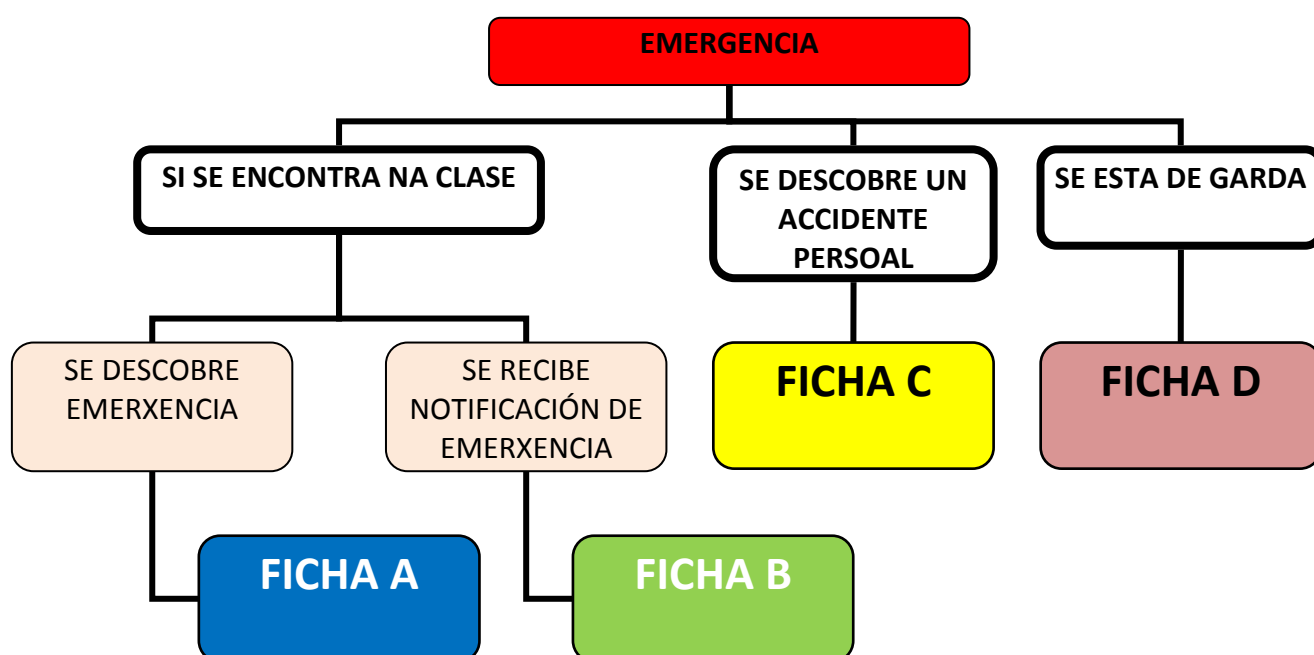 EMERGENCIA
SI SE ENCONTRA NA CLASE
SE DESCOBRE UN
ACCIDENTE
PERSOAL
SE ESTA DE GARDA
SE DESCOBRE
EMERXENCIA
SE RECIBE
NOTIFICACIÓN DE
EMERXENCIA
FICHA C
FICHA D
FICHA A
FICHA B